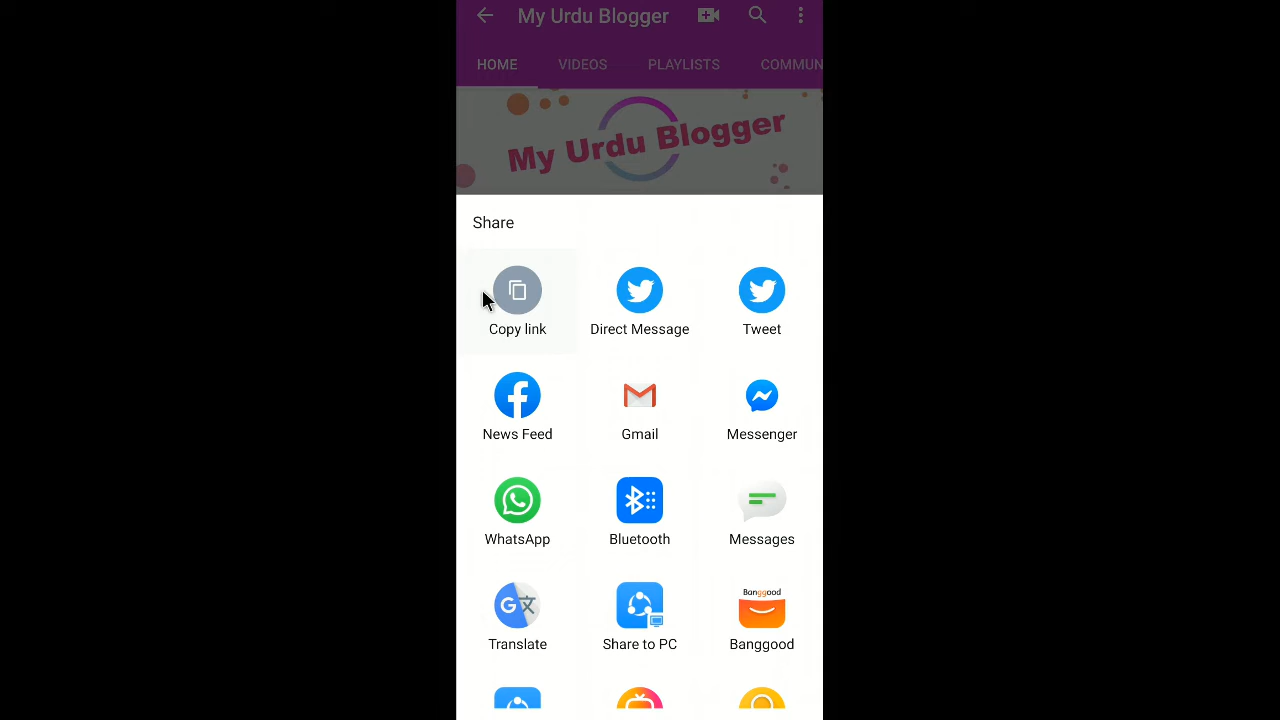 My Urdu Blogger
HOME VIDEOS PLAYLISTS COMMUN
My Urdu Blogger
Share
Copy link Direct Message Tweet
News Feed Gmail Messenger
WhatsApp Bluetooth Messages
Banggood
Translate Share to PC Banggood